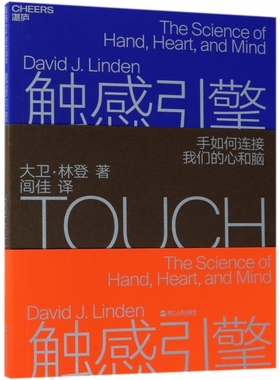 CHEERS
湛庐
The Science of
Hand, Heart, and Mind
David J. Linden
触感引擎
手如何连接
我们的心和脑
大卫·林登 著
闾佳 译
TOUCH
The Science of
Hand, Heart, and Mind
David J. Linden
触感引擎